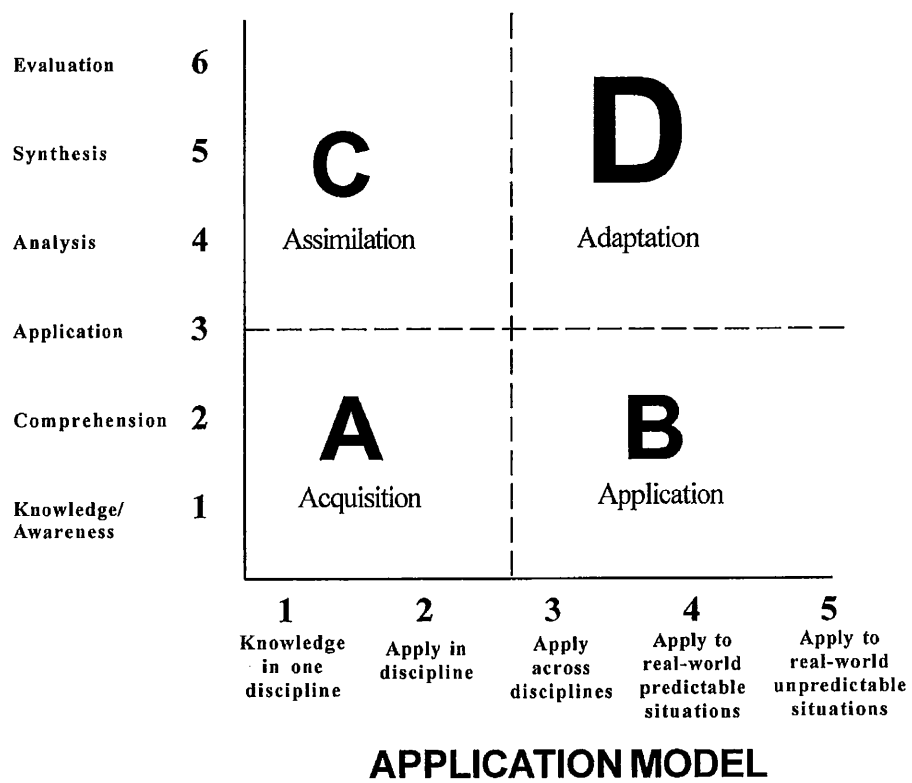 Evaluation 6
Synthesis 5
C
D
Analysis 4
Assimilation
Adaptation
Application 3
Comprehension 2
A
B
Acquisition
Application
Knowledge/ 1
Awareness
1 2 3 4 5
Knowledge
in one
discipline
Apply in
discipline
Apply
across
disciplines
Apply to
real-world
predictable
situations
Apply to
real-world
unpredictable
situations
APPLICATION MODEL